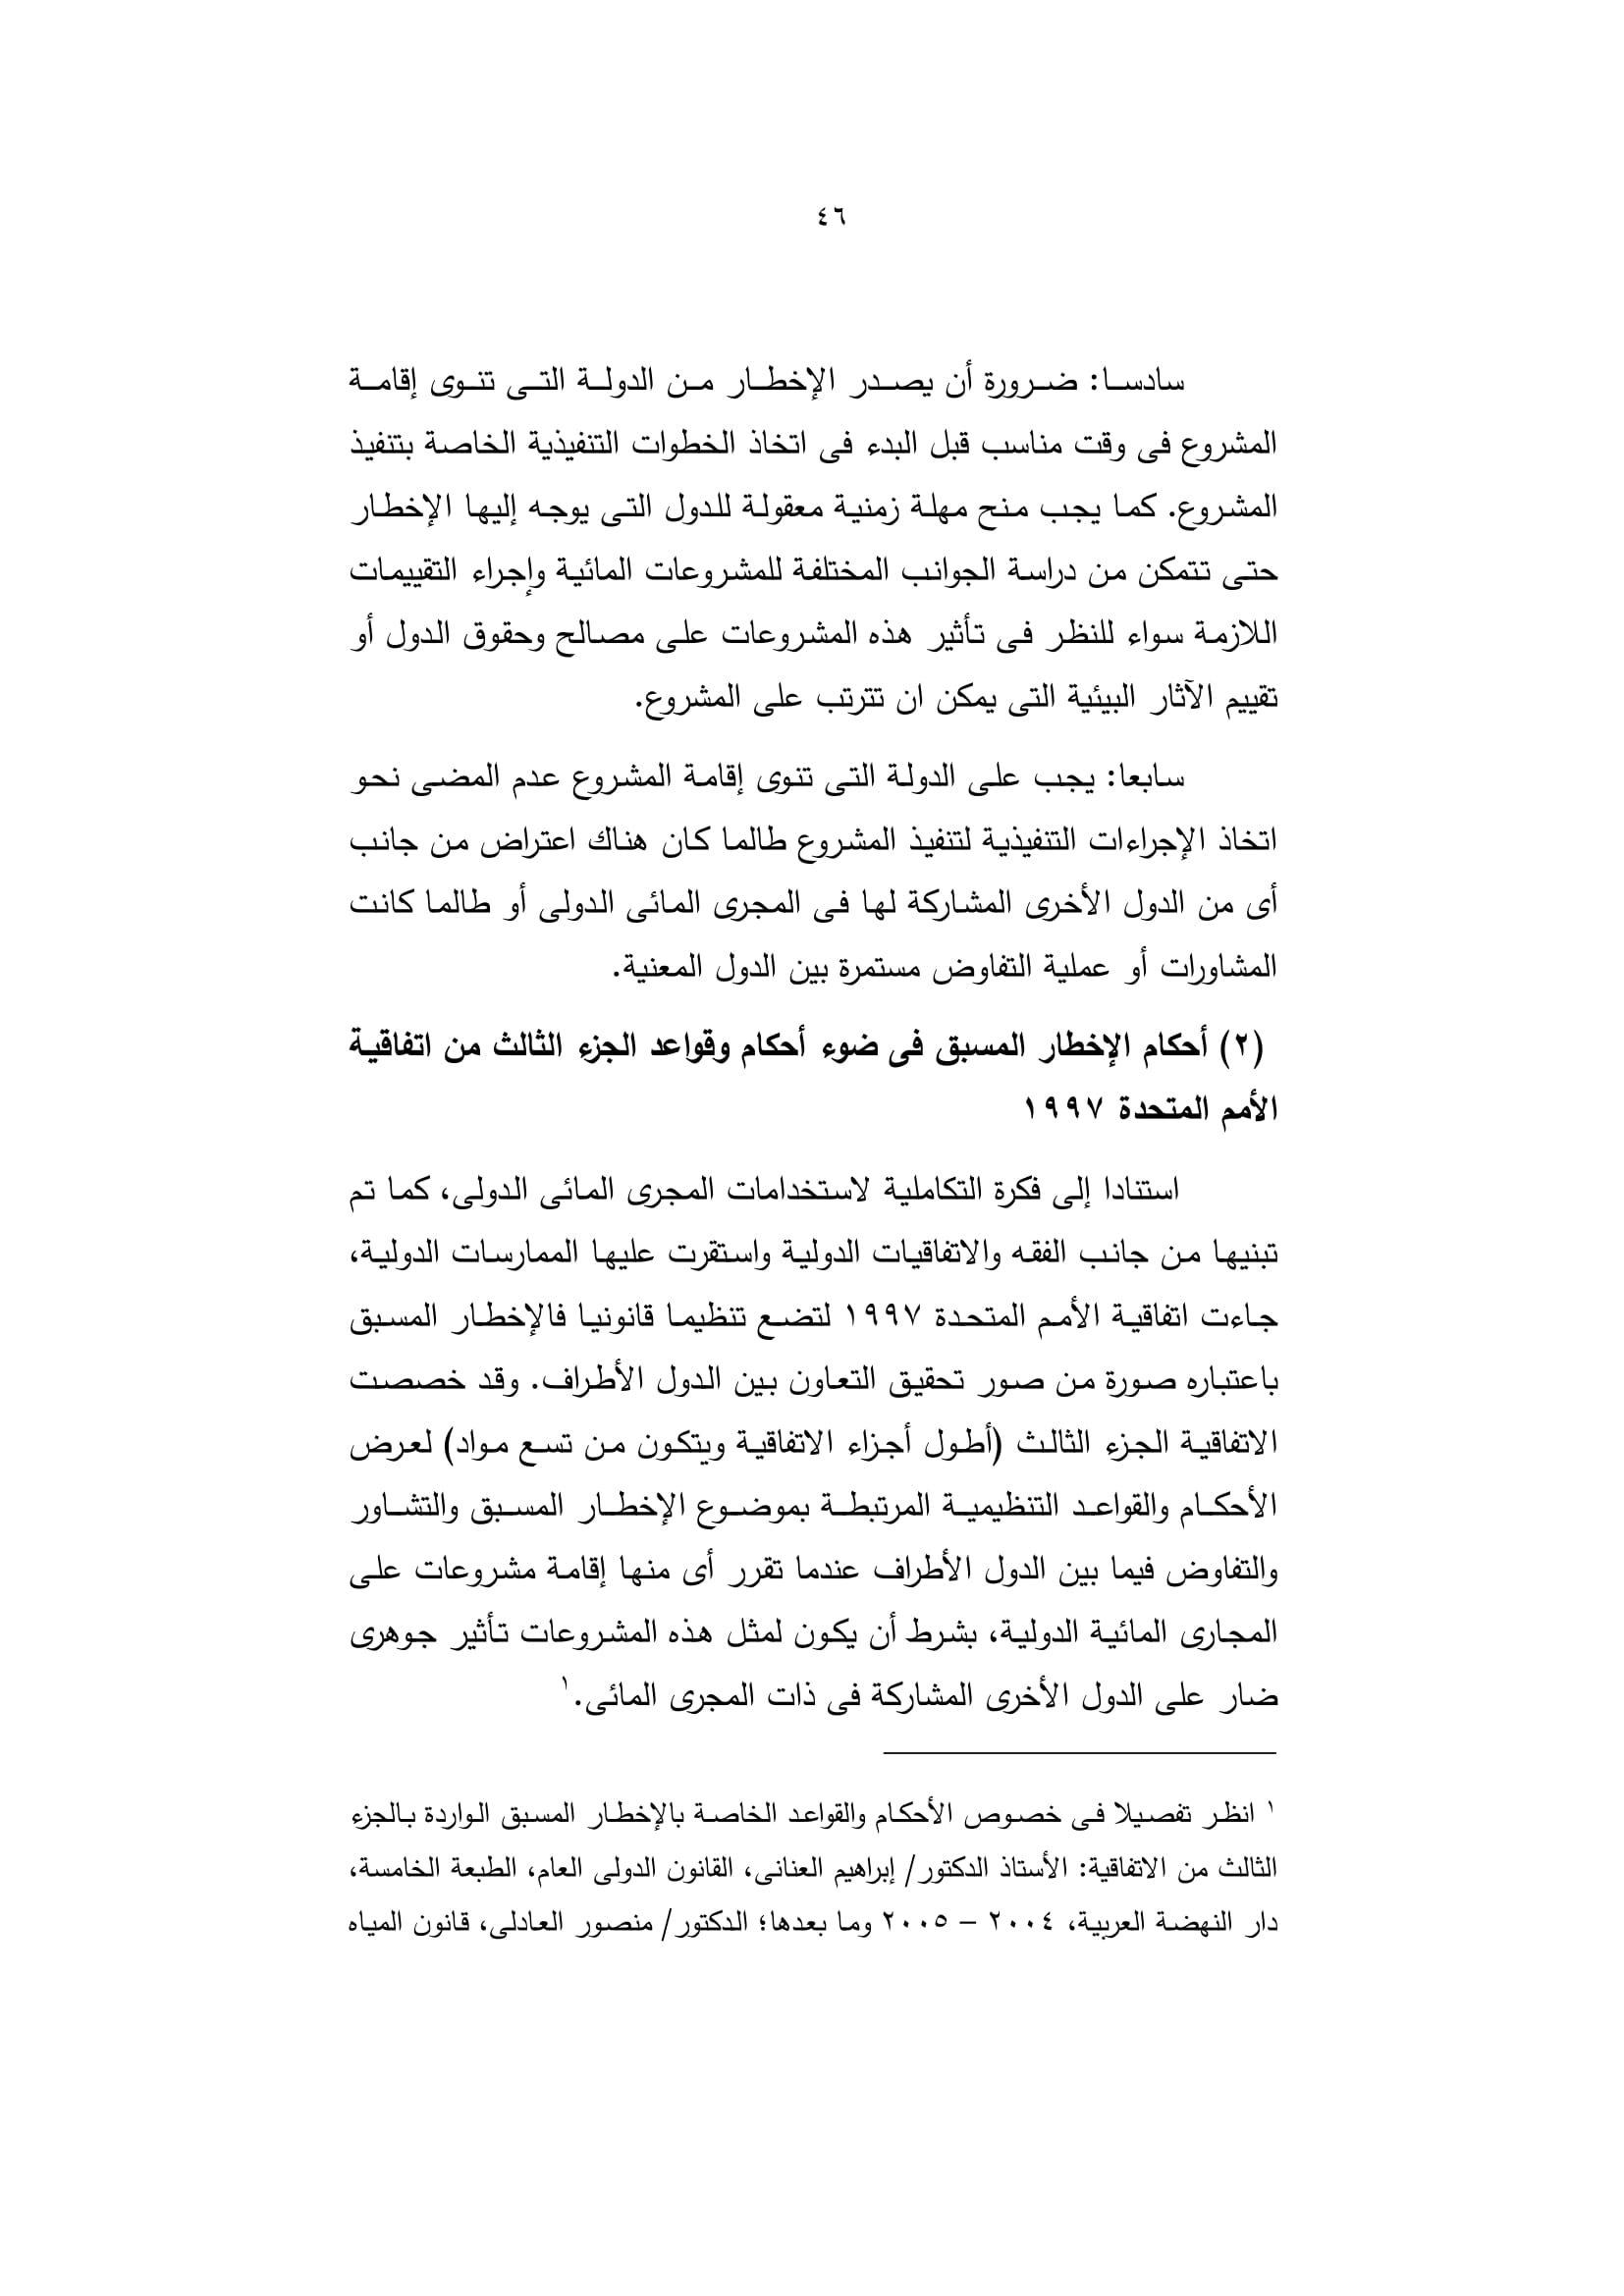 ٤٦
سادسا: ضرورة أن يصدر الإخطار من الدولة التى تنوى إقامة
المشروع فى وقت مناسب قبل البدء فى اتخاذ الخطوات التنفيذية الخاصة بتنفيذ
المشروع. كما يجب منح مهلة زمنية معقولة للدول التى يوجه إليها الإخطار
حتى تتمكن من دراسة الجوانب المختلفة للمشروعات المائية وإجراء التقييمات
اللازمة سواء للنظر فى تأثير هذه المشروعات على مصالح وحقوق الدول أو
تقييم الآثار البيئية التى يمكن ان تترتب على المشروع.
سابعا: يجب على الدولة التى تنوى إقامة المشروع عدم المضى نحو
اتخاذ الإجراءات التنفيذية لتنفيذ المشروع طالما كان هناك اعتراض من جانب
أى من الدول الأخرى المشاركة لها فى المجرى المائى الدولى أو طالما كانت
المشاورات أو عملية التفاوض مستمرة بين الدول المعنية.
(٢) أحكام الإخطار المسبق فى ضوء أحكام وقواعد الجزء الثالث من اتفاقية
الأمم المتحدة ١٩٩٧
استنادا إلى فكرة التكاملية لاستخدامات المجرى المائى الدولى، كما تم
تبنيها من جانب الفقه والاتفاقيات الدولية واستقرت عليها الممارسات الدولية،
جاءت اتفاقية الأمم المتحدة ١٩٩٧ لتضع تنظيما قانونيا فالإخطار المسبق
باعتباره صورة من صور تحقيق التعاون بين الدول الأطراف. وقد خصصت
الاتفاقية الجزء الثالث (أطول أجزاء الاتفاقية ويتكون من تسع مواد) لعرض
الأحكام والقواعد التنظيمية المرتبطة بموضوع الإخطار المسبق والتشاور
والتفاوض فيما بين الدول الأطراف عندما تقرر أى منها إقامة مشروعات على
المجارى المائية الدولية، بشرط أن يكون لمثل هذه المشروعات تأثير جوهرى
ضار على الدول الأخرى المشاركة فى ذات المجرى المائى.١
١ انظر تفصيلا فى خصوص الأحكام والقواعد الخاصة بالإخطار المسبق الواردة بالجزء
الثالث من الاتفاقية: الأستاذ الدكتور/ إبراهيم العنانى، القانون الدولى العام، الطبعة الخامسة،
دار النهضة العربية، ٢٠٠٤ – ٢٠٠٥ وما بعدها؛ الدكتور/ منصور العادلى، قانون المياه